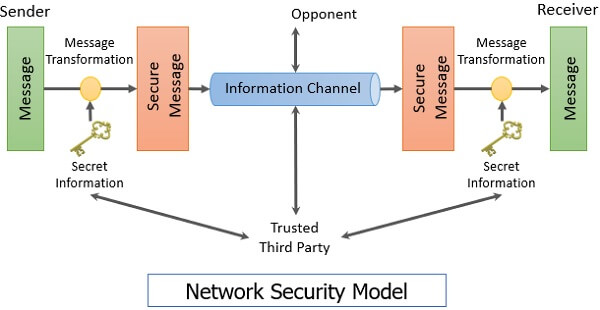 Sender
Opponent
Receiver
Message
Message
Transformation
Secure
Message
Information Channel
Secure
Message
Message
Transformation
Message
Secret
Information
Secret
Information
Trusted
Third Party
Network Security Model